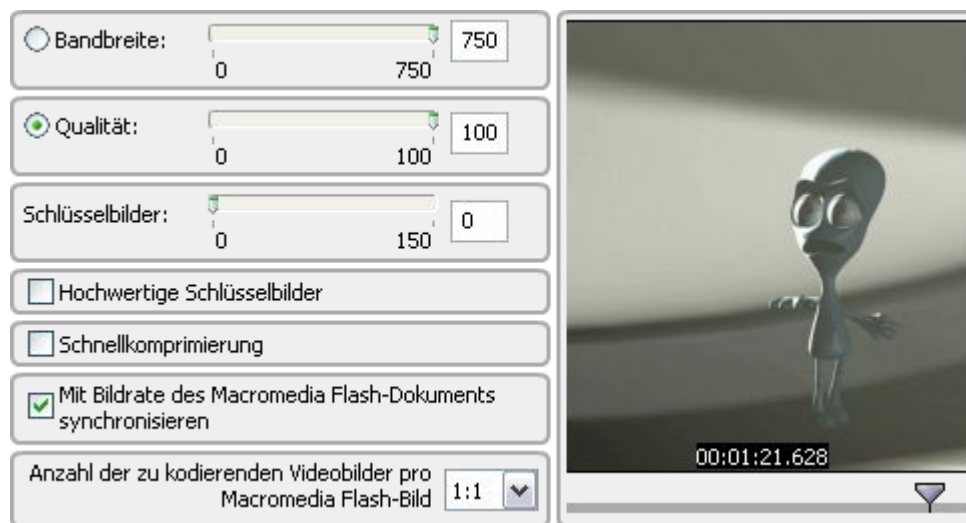 Bandbreite:
750
0 750
Qualität:
100
0 100
Schlüsselbilder:
0
0 150
Hochwertige Schlüsselbilder
Schnellkomprimierung
Mit Bildrate des Macromedia Flash-Dokuments
synchronisieren
Anzahl der zu kodierenden Videobilder pro
Macromedia Flash-Bild
1:1
00:01:21.628